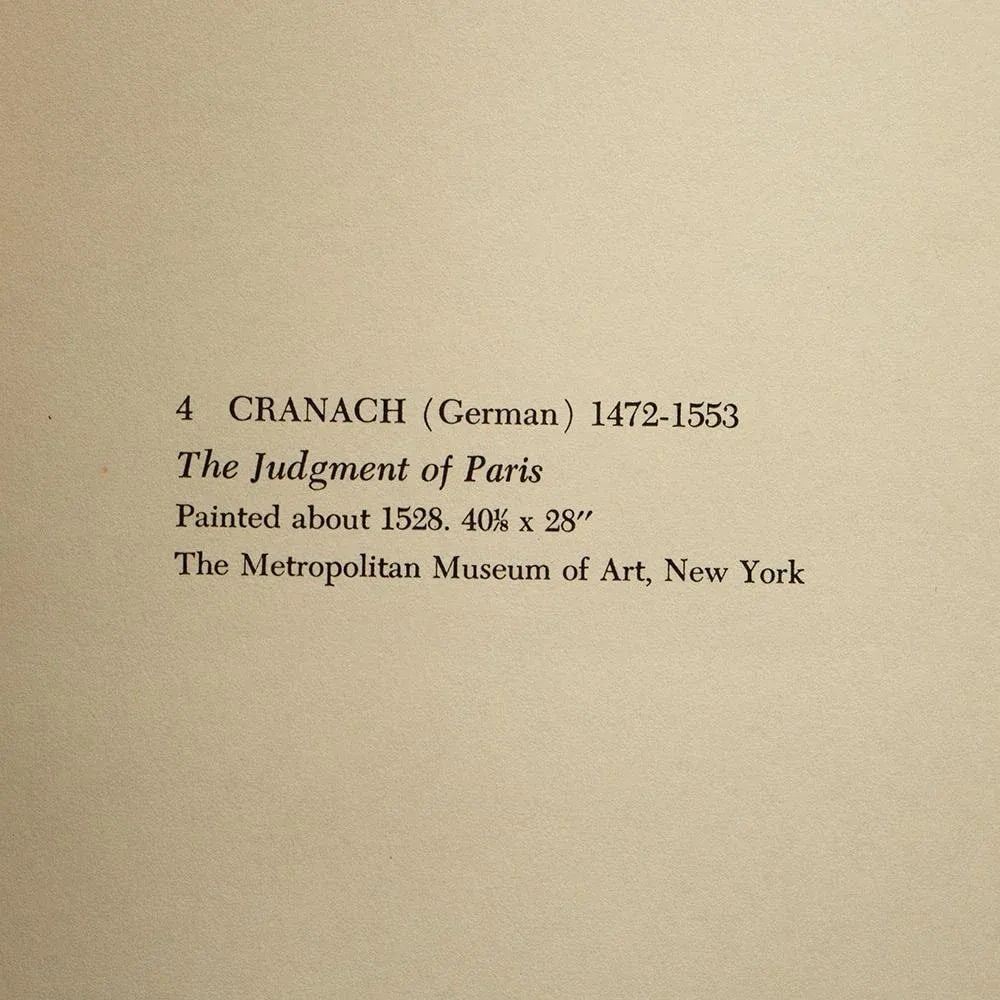 4 CRANACH (German) 1472-1553
The Judgment of Paris
Painted about 1528. 40⅛ x 28″
The Metropolitan Museum of Art, New York